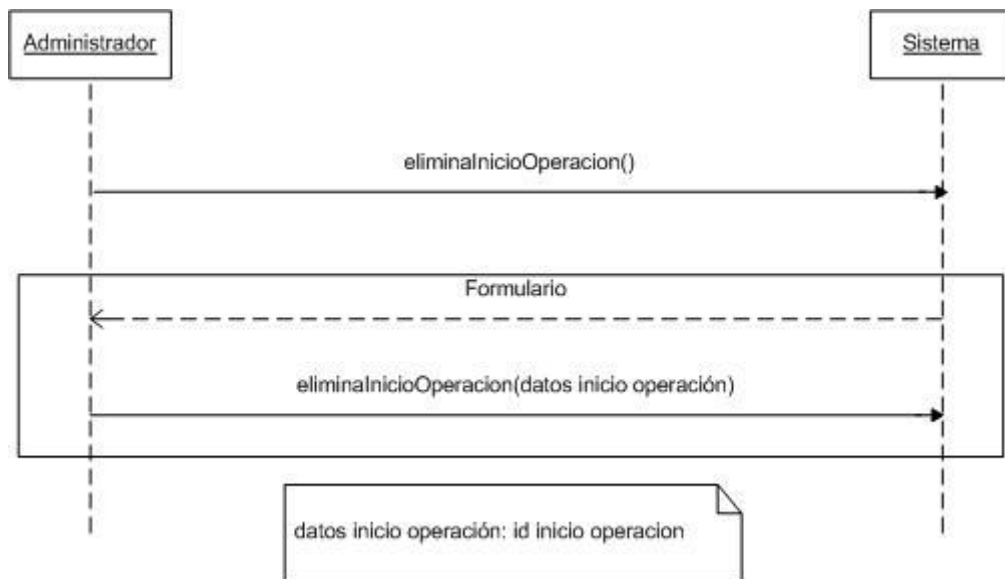 Administrador
Sistema
eliminaInicioOperacion()
Formulario
eliminaInicioOperacion(datos inicio operación)
datos inicio operación: id inicio operacion